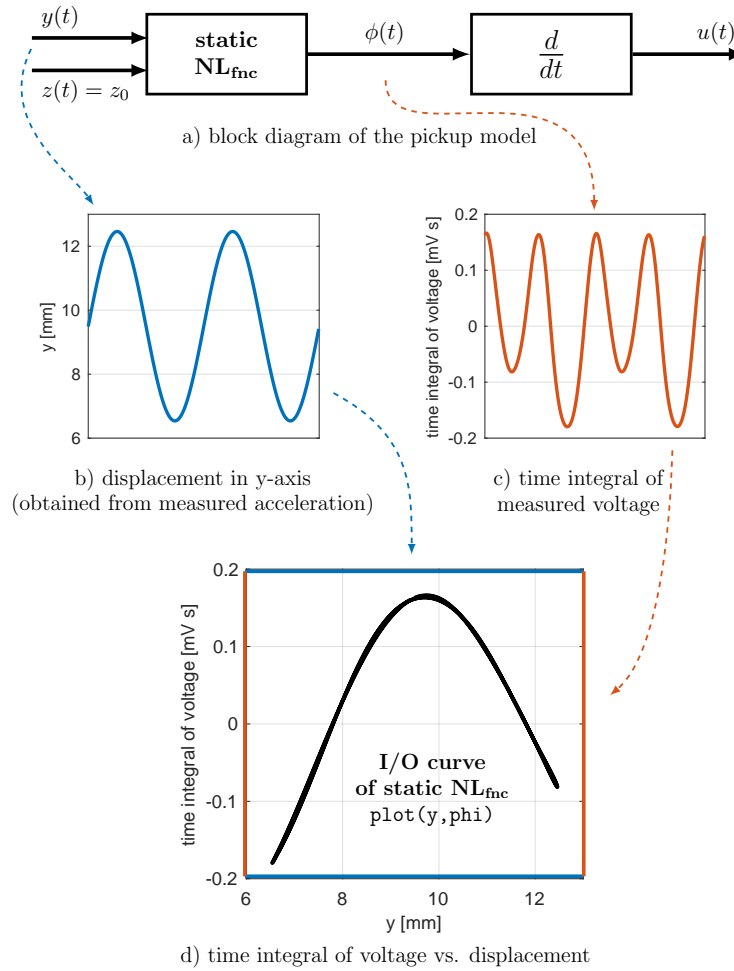 y(t)
z(t) = z₀
static
NL_fnc
ϕ(t)
d
dt
u(t)
a) block diagram of the pickup model
12
10
8
6
y [mm]
0.2
0.1
0
-0.1
-0.2
time integral of voltage [mV s]
b) displacement in y-axis
(obtained from measured acceleration)
c) time integral of
measured voltage
0.2
0.1
0
-0.1
-0.2
time integral of voltage [mV s]
I/O curve
of static NL_fnc
plot(y,phi)
6 8 10 12
y [mm]
d) time integral of voltage vs. displacement